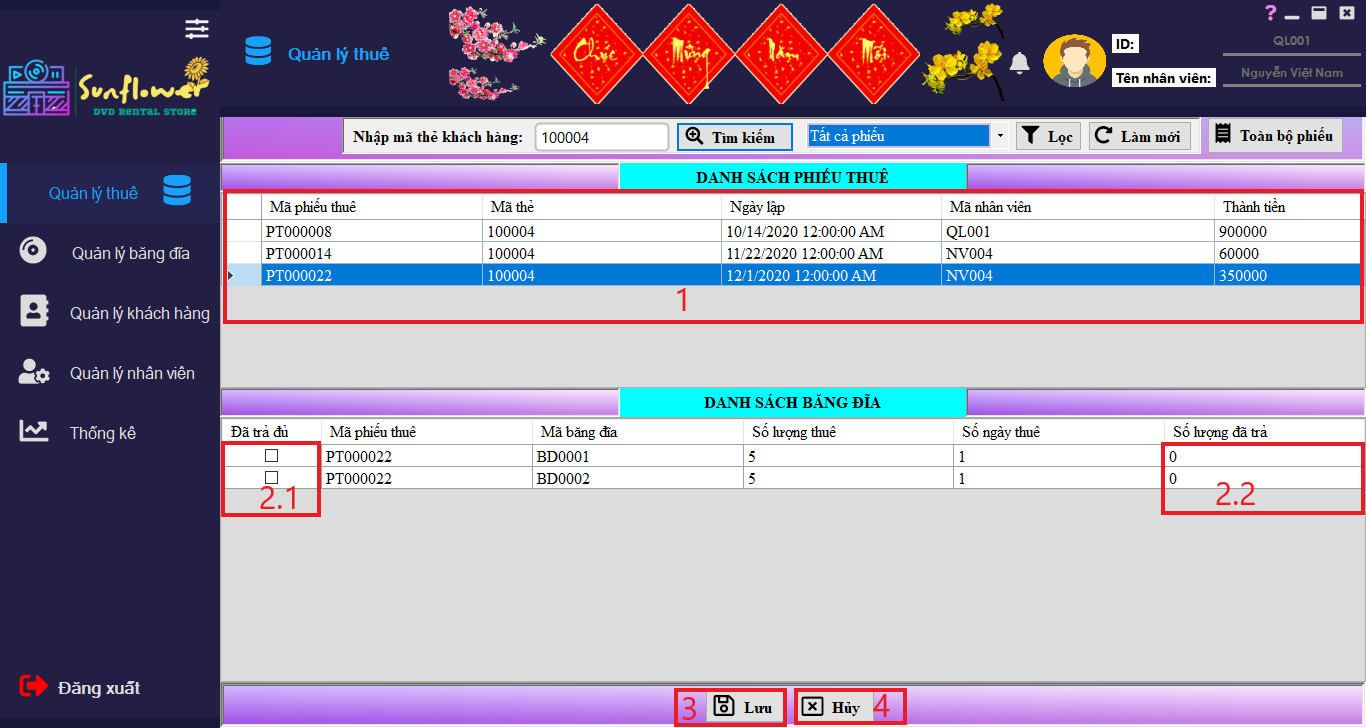 Sunflower
DVD RENTAL STORE
Quản lý thuê
Chúc Mừng Năm Mới
?
ID:
QL001
Tên nhân viên:
Nguyễn Việt Nam
Nhập mã thẻ khách hàng:
100004
Tìm kiếm
Tất cả phiếu
Lọc
Làm mới
Toàn bộ phiếu
Quản lý thuê
Quản lý băng đĩa
Quản lý khách hàng
Quản lý nhân viên
Thống kê
Đăng xuất
DANH SÁCH PHIẾU THUÊ
Mã phiếu thuê Mã thẻ Ngày lập Mã nhân viên Thành tiền
PT000008 100004 10/14/2020 12:00:00 AM QL001 900000
PT000014 100004 11/22/2020 12:00:00 AM NV004 60000
PT000022 100004 12/1/2020 12:00:00 AM NV004 350000
1
DANH SÁCH BĂNG ĐĨA
Đã trả đủ Mã phiếu thuê Mã băng đĩa Số lượng thuê Số ngày thuê Số lượng đã trả
PT000022 BD0001 5 1 0
PT000022 BD0002 5 1 0
2.1
2.2
3 Lưu
Hủy 4